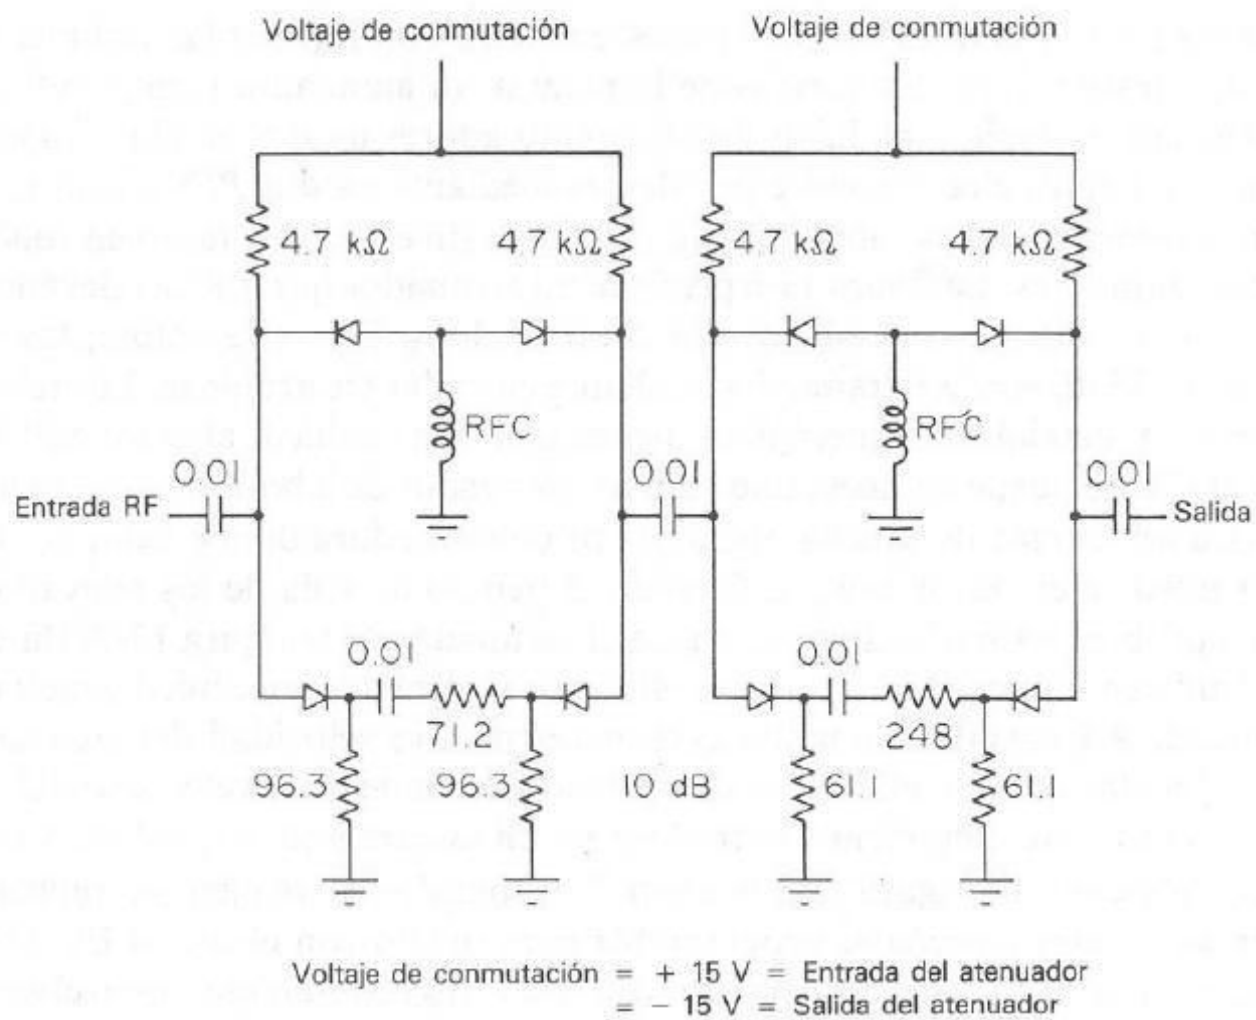 Voltaje de conmutación Voltaje de conmutación
4.7 kΩ 4.7 kΩ 4.7 kΩ 4.7 kΩ
RFC RFC
0.01 0.01 0.01
Entrada RF Salida
0.01 0.01
71.2 248
96.3 96.3 10 dB 61.1 61.1
Voltaje de conmutación = + 15 V = Entrada del atenuador
= − 15 V = Salida del atenuador